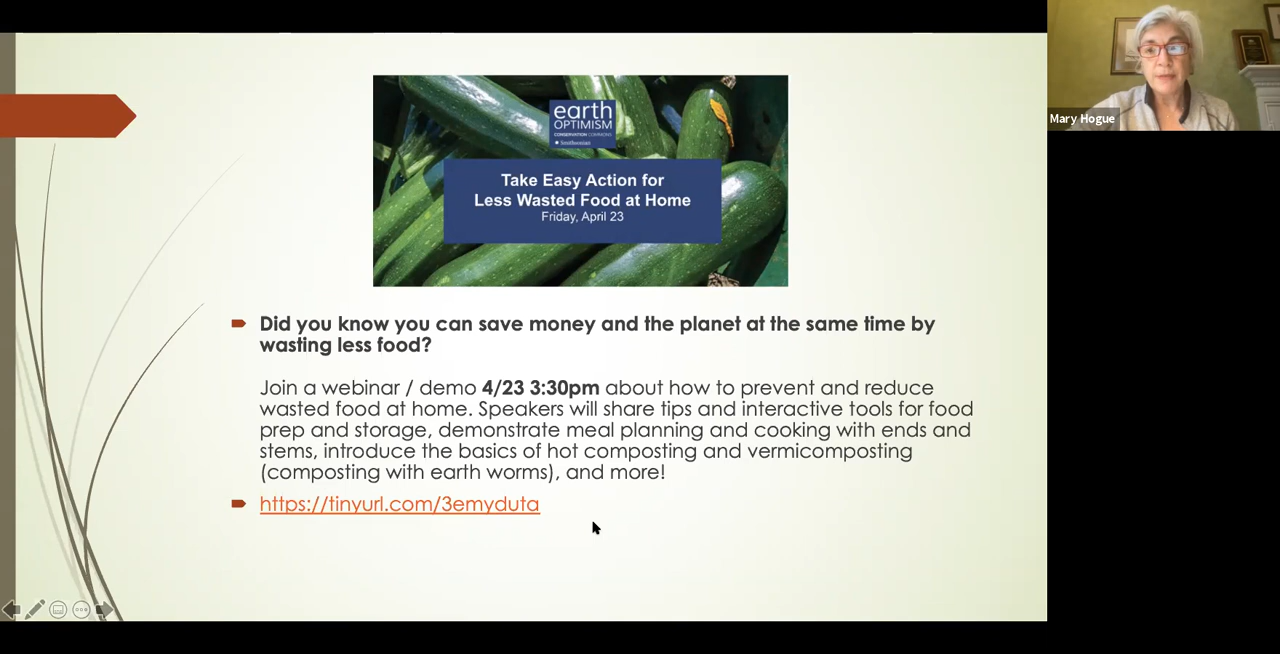 earth
OPTIMISM
CONSERVATION COMMONS
Smithsonian
Take Easy Action for
Less Wasted Food at Home
Friday, April 23
Did you know you can save money and the planet at the same time by
wasting less food?
Join a webinar / demo 4/23 3:30pm about how to prevent and reduce
wasted food at home. Speakers will share tips and interactive tools for food
prep and storage, demonstrate meal planning and cooking with ends and
stems, introduce the basics of hot composting and vermicomposting
(composting with earth worms), and more!
https://tinyurl.com/3emyduta
Mary Hogue